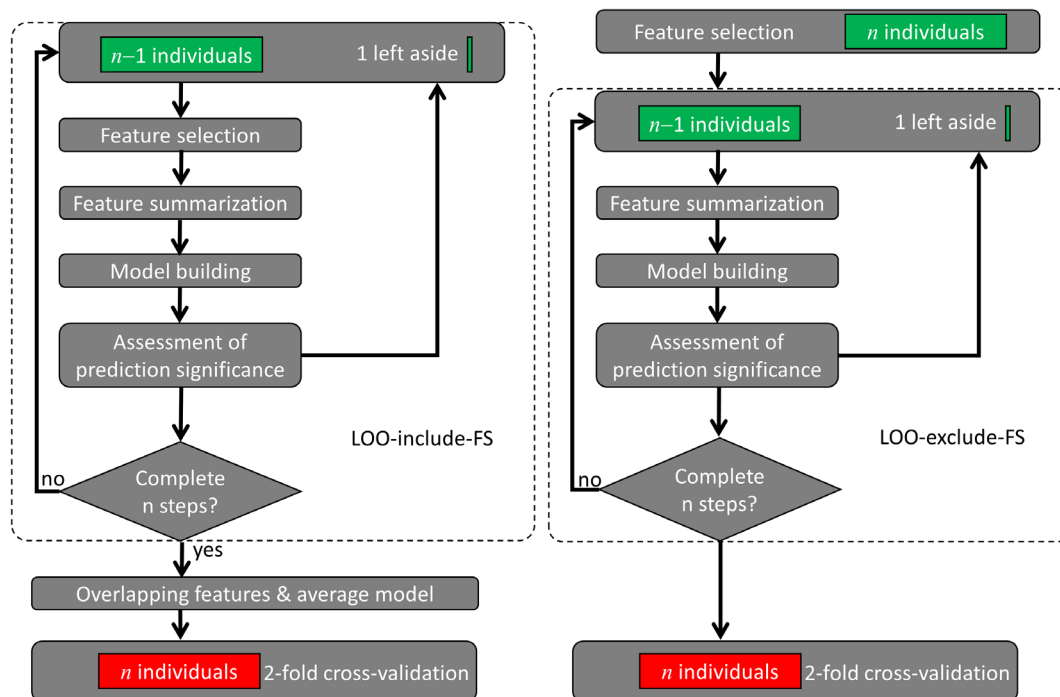 n−1 individuals 1 left aside
Feature selection
Feature summarization
Model building
Assessment of
prediction significance
LOO-include-FS
no
Complete
n steps?
yes
Overlapping features & average model
n individuals 2-fold cross-validation
Feature selection n individuals
n−1 individuals 1 left aside
Feature summarization
Model building
Assessment of
prediction significance
LOO-exclude-FS
no
Complete
n steps?
n individuals 2-fold cross-validation